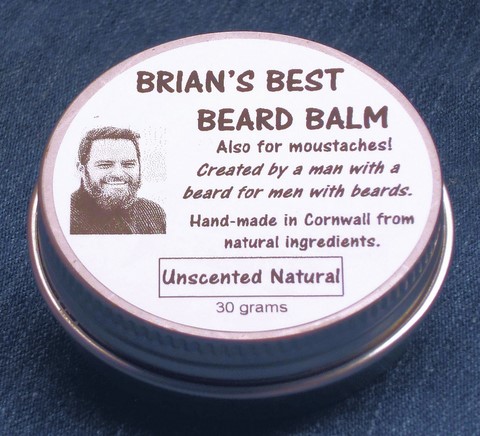 BRIAN'S BEST
BEARD BALM
Also for moustaches!
Created by a man with a
beard for men with beards.
Hand-made in Cornwall from
natural ingredients.
Unscented Natural
30 grams